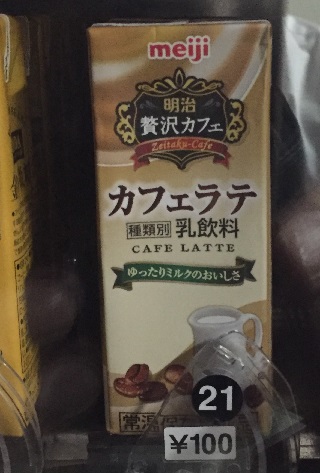 meiji
明治
贅沢カフェ
Zeitaku-Cafe
カフェラテ
種類別 乳飲料
CAFE LATTE
ゆったりミルクのおいしさ
21
¥100